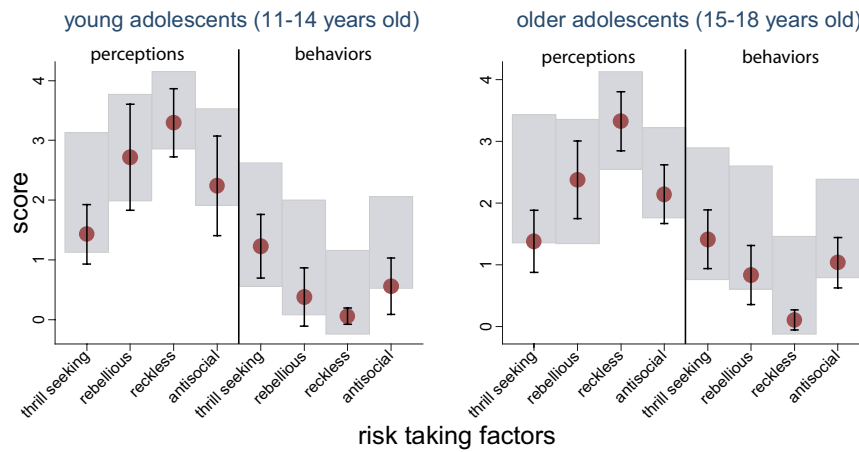 young adolescents (11-14 years old)
older adolescents (15-18 years old)
perceptions
behaviors
perceptions
behaviors
score
4
3
2
1
0
4
3
2
1
0
thrill seeking
rebellious
reckless
antisocial
thrill seeking
rebellious
reckless
antisocial
thrill seeking
rebellious
reckless
antisocial
thrill seeking
rebellious
reckless
antisocial
risk taking factors